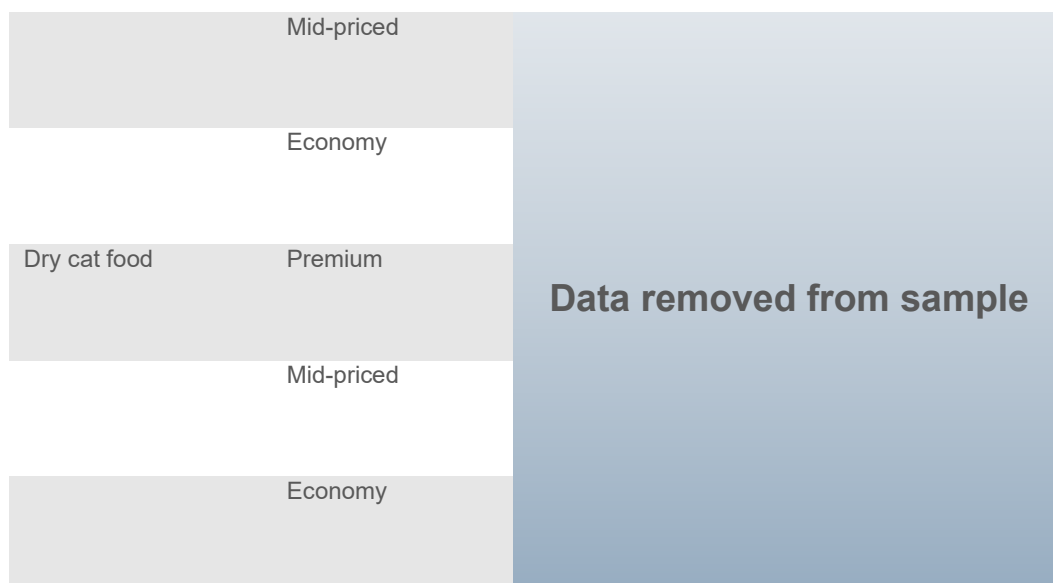 Mid-priced
Economy
Dry cat food Premium
Data removed from sample
Mid-priced
Economy